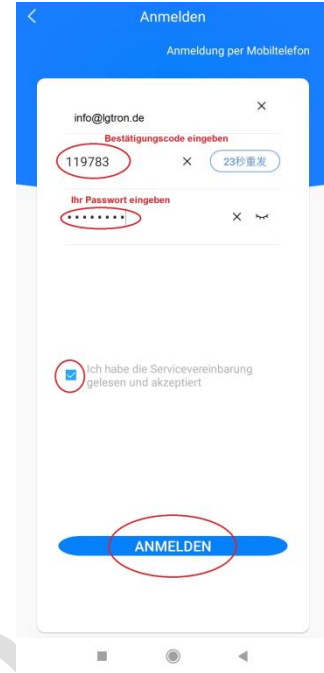 Anmelden
Anmeldung per Mobiltelefon
info@lgtron.de
Bestätigungscode eingeben
119783
23秒重发
Ihr Passwort eingeben
Ich habe die Servicevereinbarung
gelesen und akzeptiert
ANMELDEN